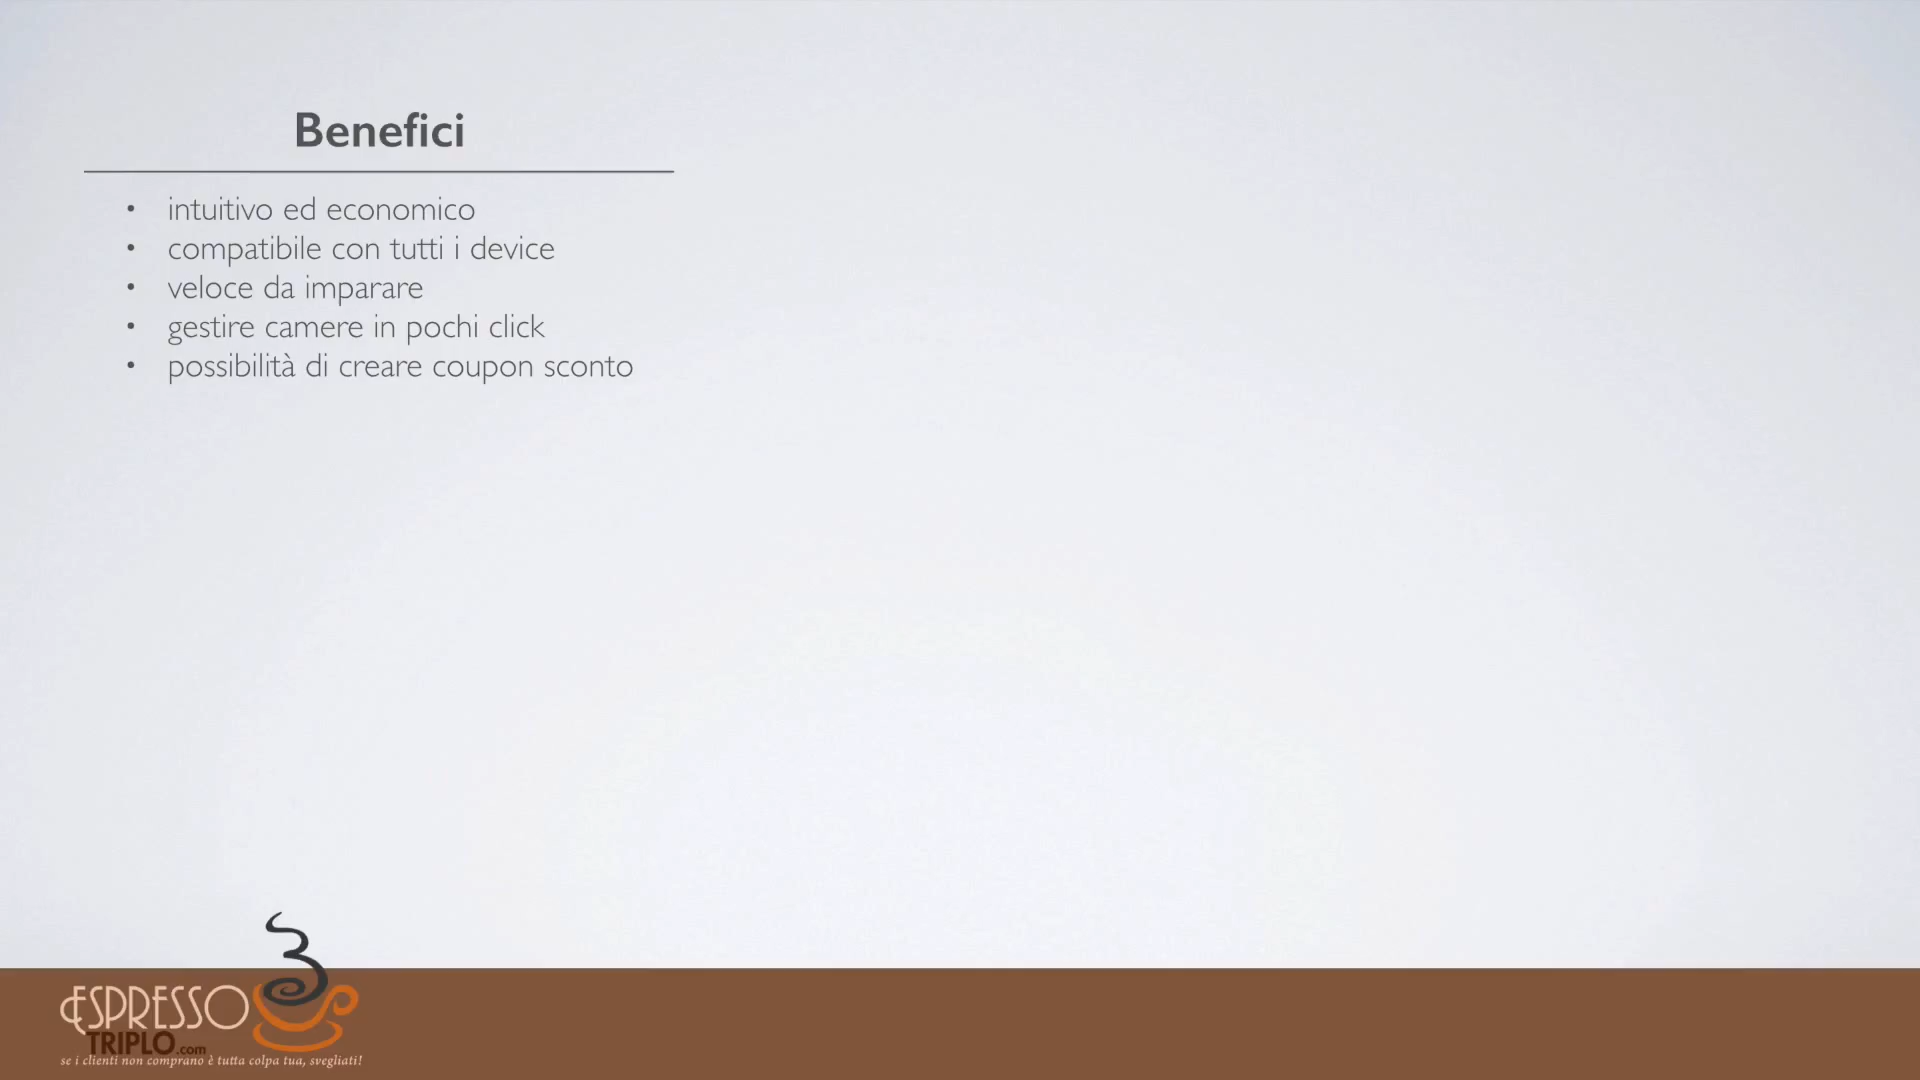 Benefici
• intuitivo ed economico
• compatibile con tutti i device
• veloce da imparare
• gestire camere in pochi click
• possibilità di creare coupon sconto
ESPRESSO
TRIPLO.com
se i clienti non comprano è tutta colpa tua, svegliati!